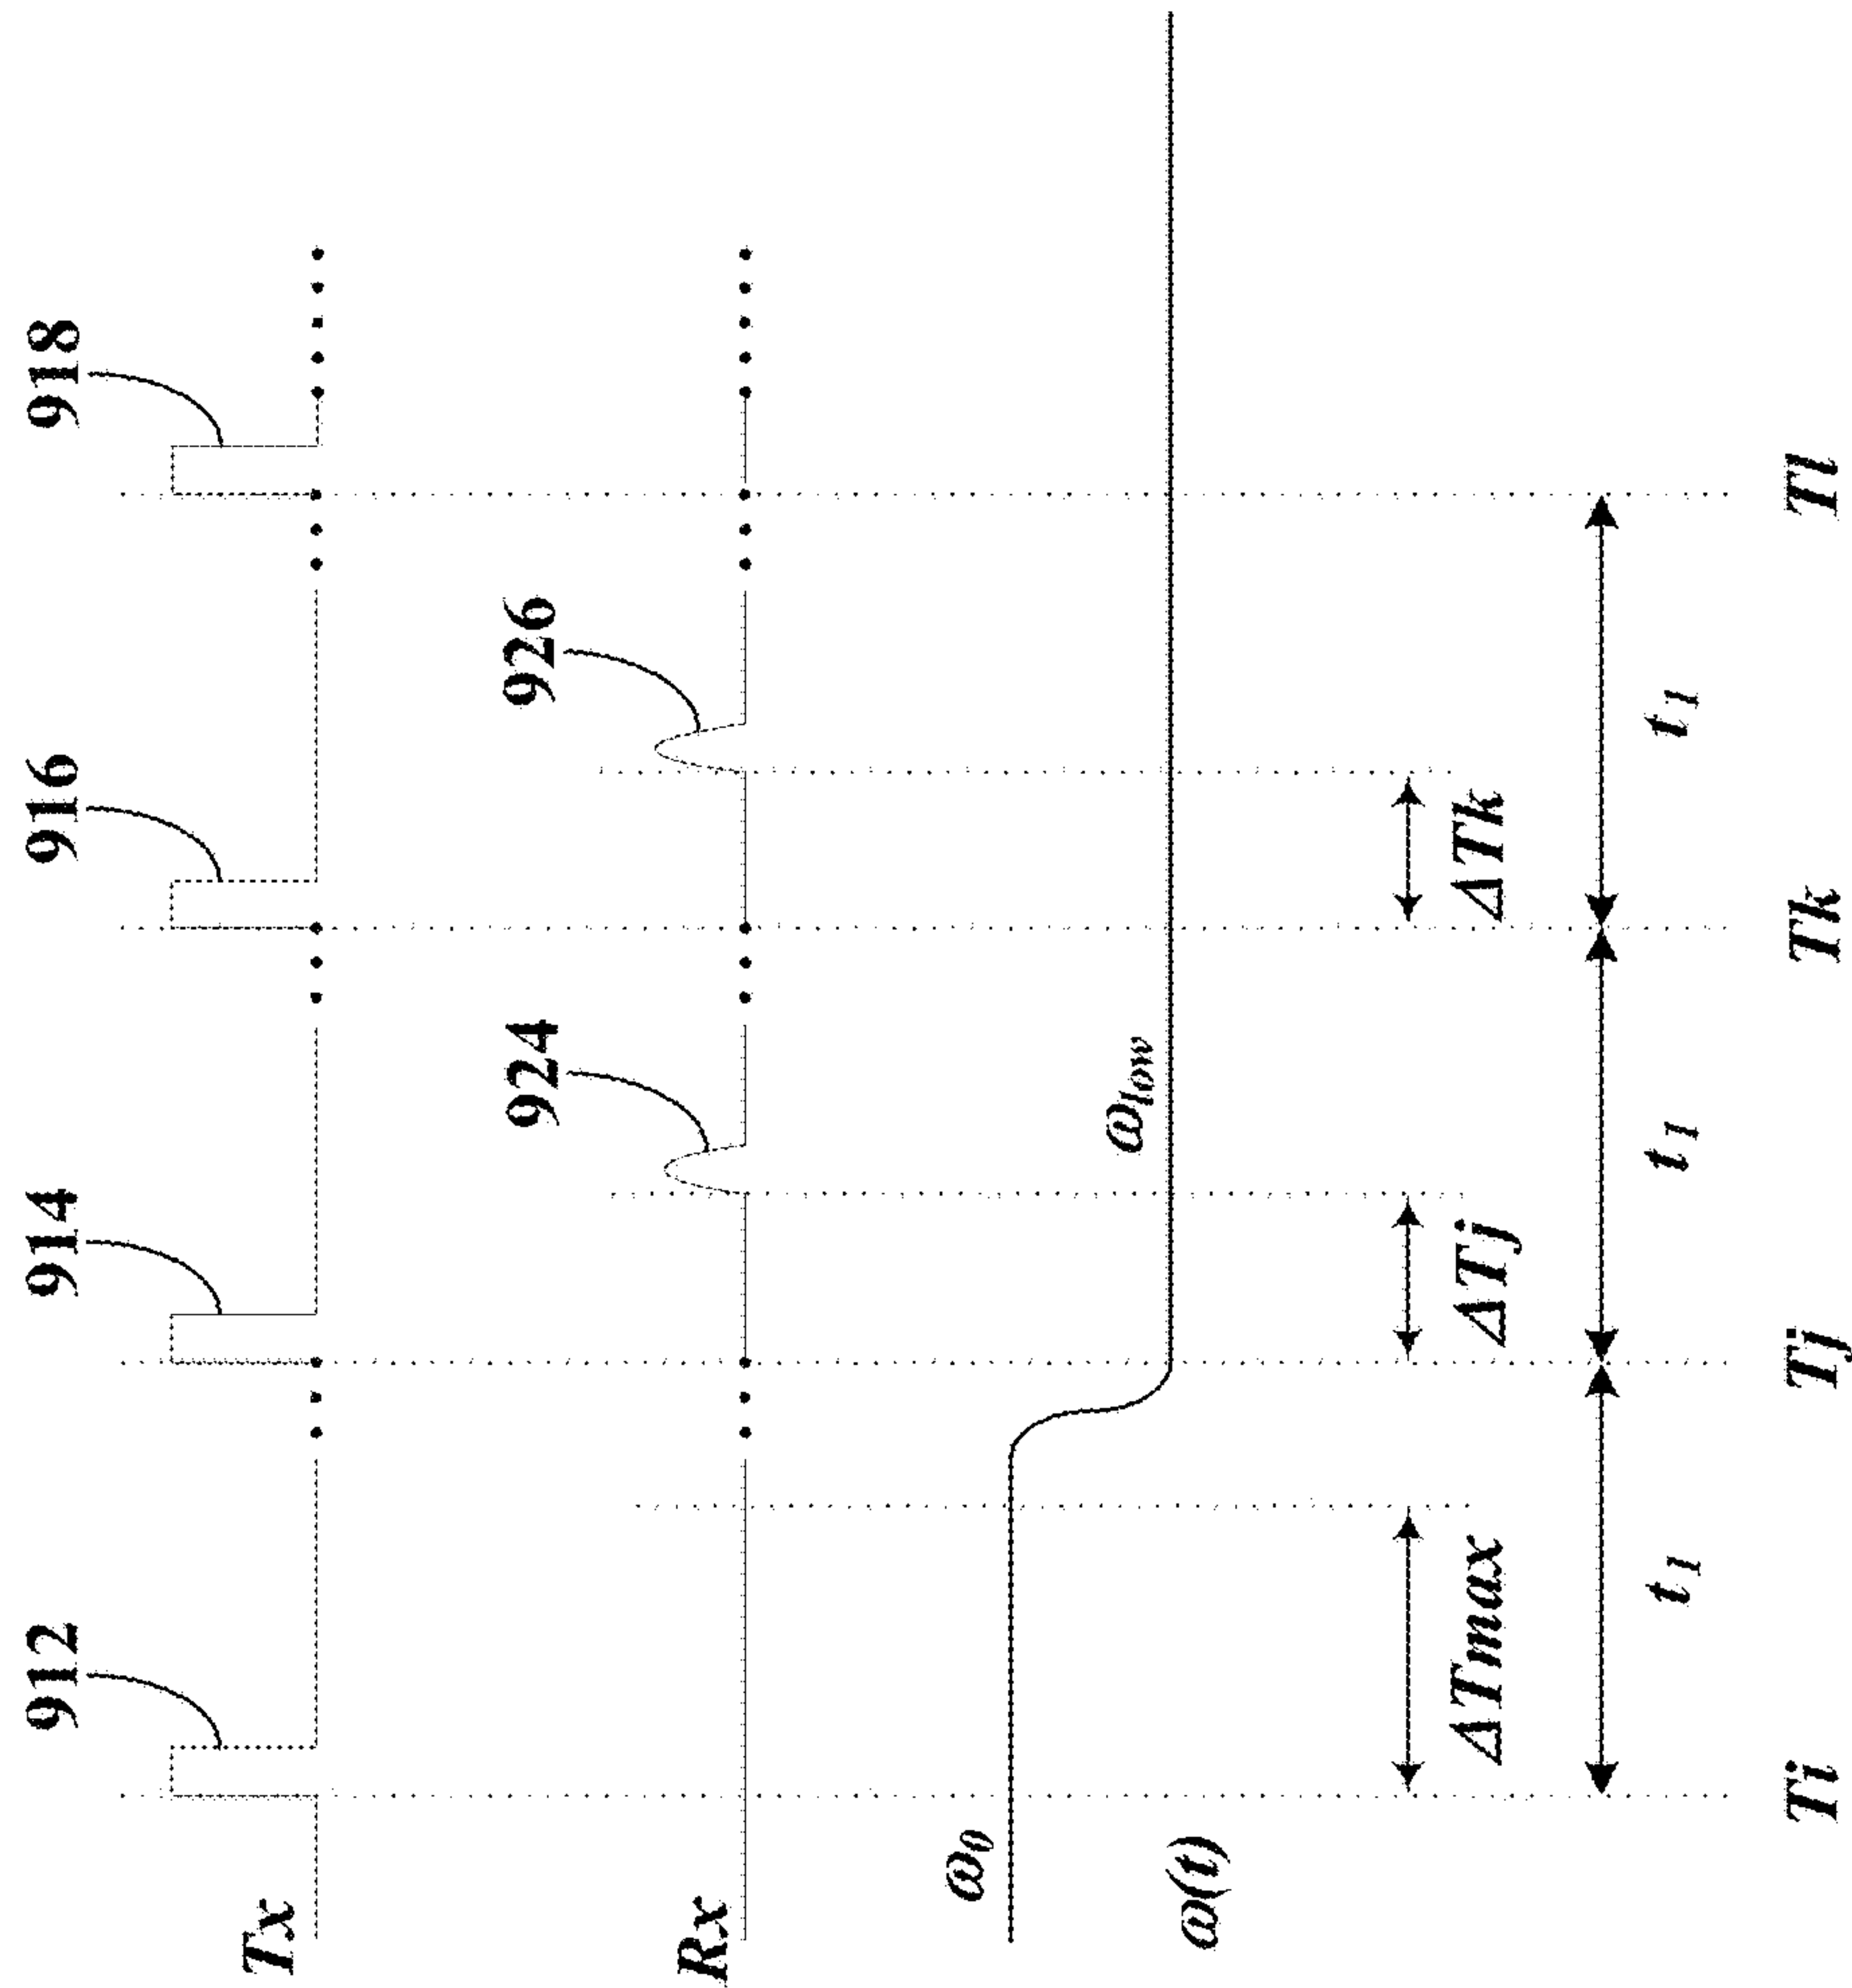 912
914
916
918
Tx
924
926
Rx
ω₀
ω_low
ω(t)
ΔTmax
ΔTj
ΔTk
t₁
t₁
t₁
Ti
Tj
Tk
Tl